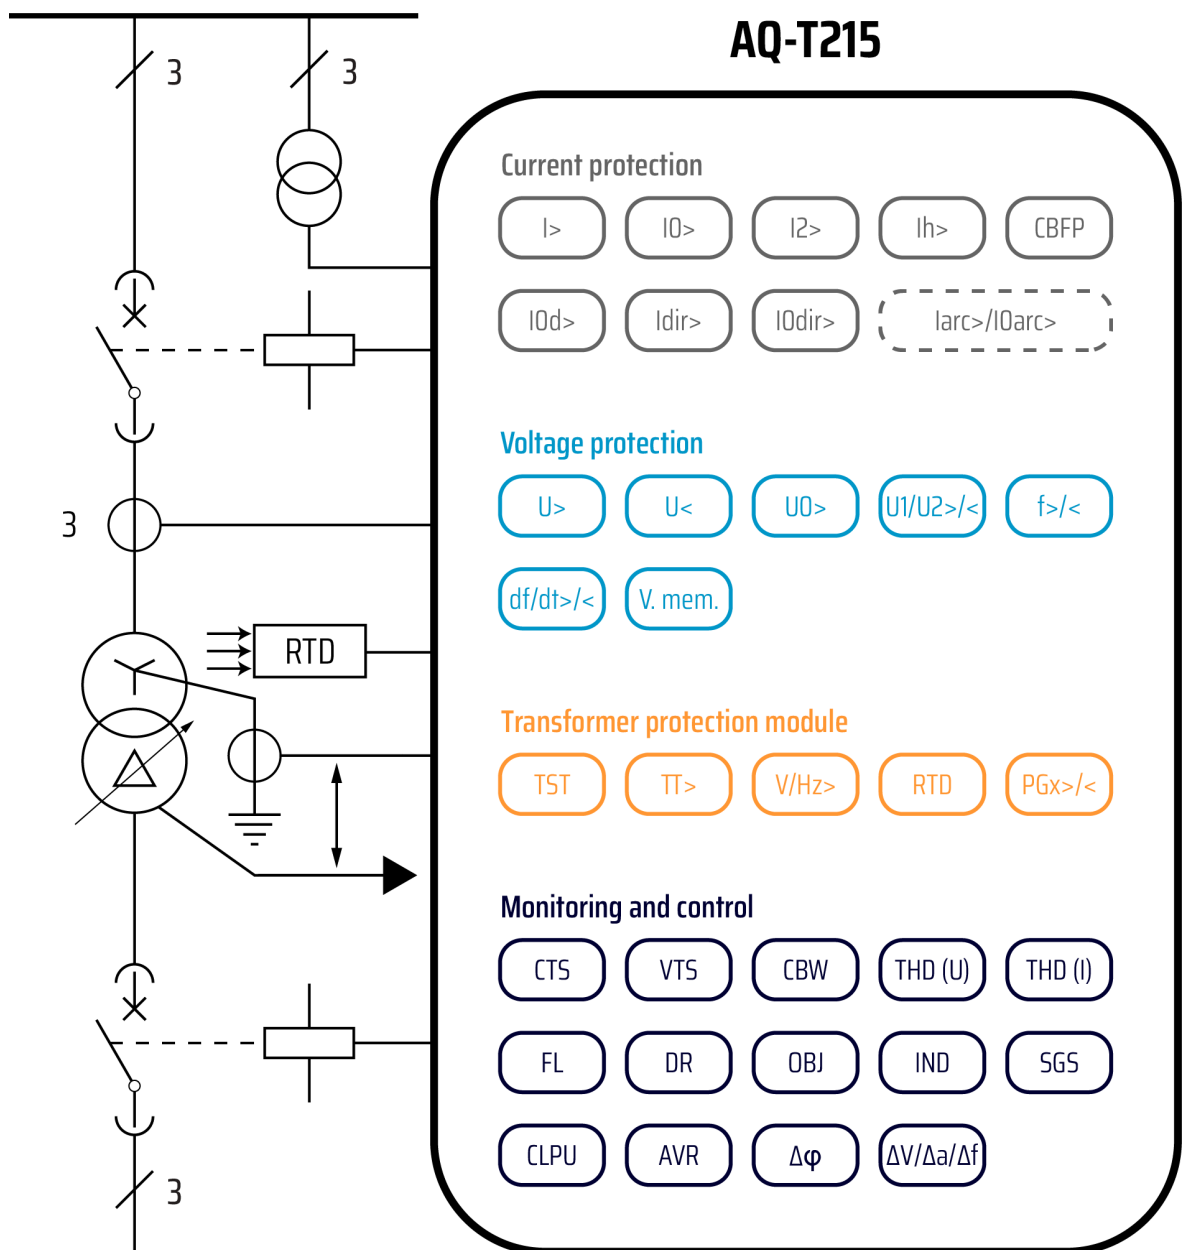 AQ-T215
3 3
Current protection
I> I0> I2> Ih> CBFP
I0d> Idir> I0dir> Iarc>/I0arc>
Voltage protection
U> U< U0> U1/U2>/< f>/<
3
df/dt>/< V. mem.
RTD
Transformer protection module
TST TT> V/Hz> RTD PGx>/<
Monitoring and control
CTS VTS CBW THD (U) THD (I)
FL DR OBJ IND SGS
CLPU AVR Δφ ΔV/Δa/Δf
3